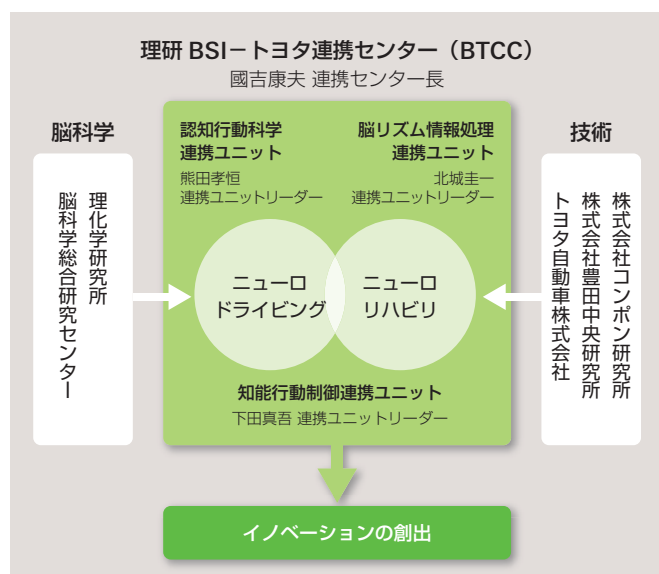 理研 BSI－トヨタ連携センター（BTCC）
國吉康夫 連携センター長
脳科学
理化学研究所
脳科学総合研究センター
認知行動科学
連携ユニット
熊田孝恒
連携ユニットリーダー
脳リズム情報処理
連携ユニット
北城圭一
連携ユニットリーダー
ニューロ
ドライビング
ニューロ
リハビリ
知能行動制御連携ユニット
下田真吾 連携ユニットリーダー
技術
株式会社コンポン研究所
株式会社豊田中央研究所
トヨタ自動車株式会社
イノベーションの創出